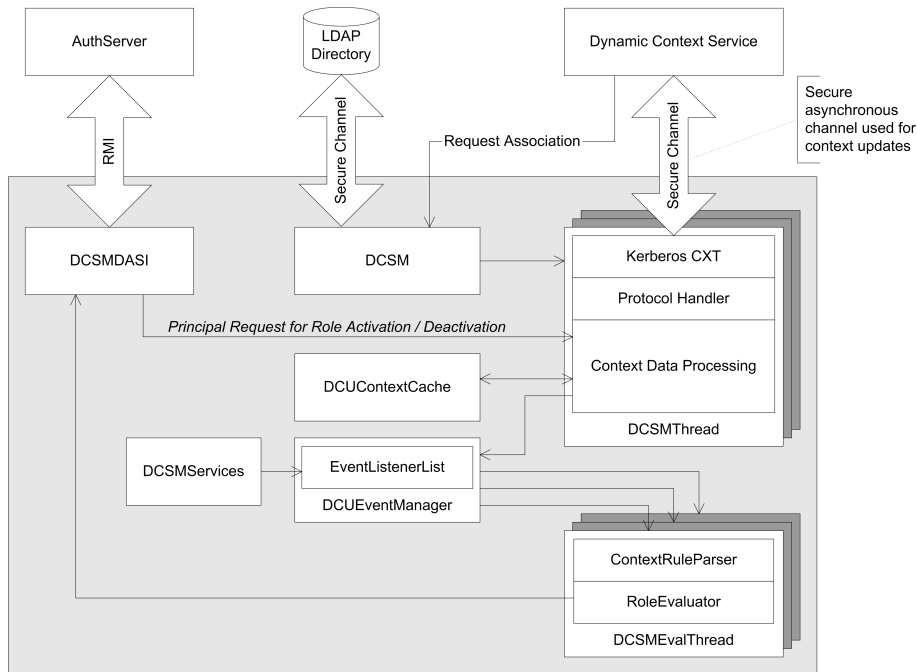 AuthServer
LDAP
Directory
Dynamic Context Service
Secure
asynchronous
channel used for
context updates
RMI
Secure Channel
Request Association
Secure Channel
DCSMDASI
DCSM
Kerberos CXT
Protocol Handler
Principal Request for Role Activation / Deactivation
Context Data Processing
DCUContextCache
DCSMThread
DCSMServices
EventListenerList
DCUEventManager
ContextRuleParser
RoleEvaluator
DCSMEvalThread